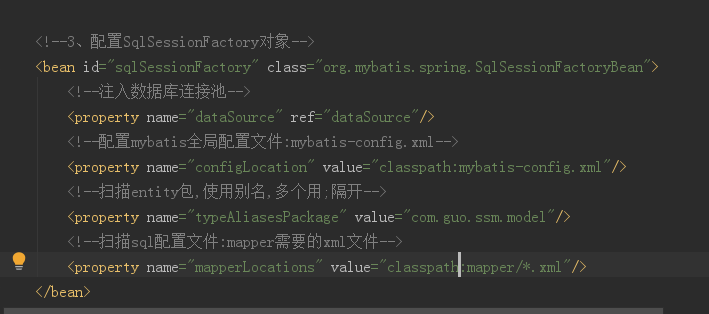 <!--3、配置SqlSessionFactory对象-->
<bean id="sqlSessionFactory" class="org.mybatis.spring.SqlSessionFactoryBean">
<!--注入数据库连接池-->
<property name="dataSource" ref="dataSource"/>
<!--配置mybatis全局配置文件:mybatis-config.xml-->
<property name="configLocation" value="classpath:mybatis-config.xml"/>
<!--扫描entity包,使用别名,多个用;隔开-->
<property name="typeAliasesPackage" value="com.guo.ssm.model"/>
<!--扫描sql配置文件:mapper需要的xml文件-->
<property name="mapperLocations" value="classpath:mapper/*.xml"/>
</bean>